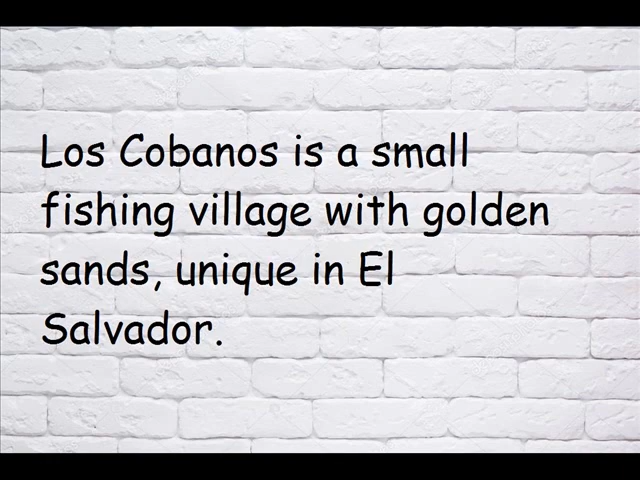 Los Cobanos is a small
fishing village with golden
sands, unique in El
Salvador.